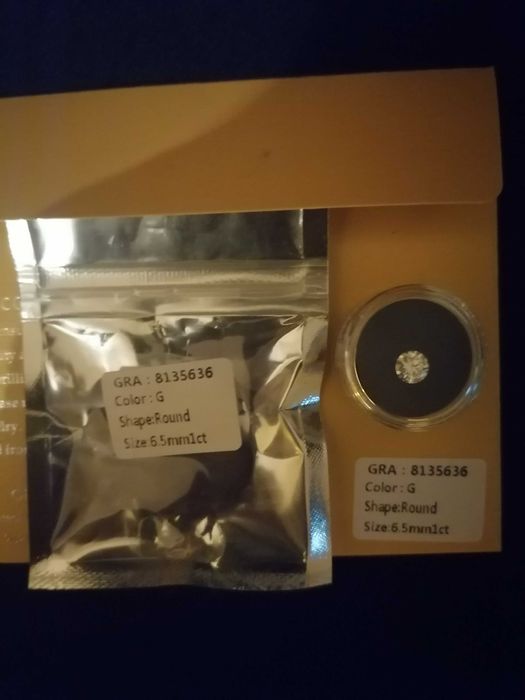 GRA : 8135636
Color : G
Shape:Round
Size:6.5mm1ct
GRA : 8135636
Color : G
Shape:Round
Size:6.5mm1ct